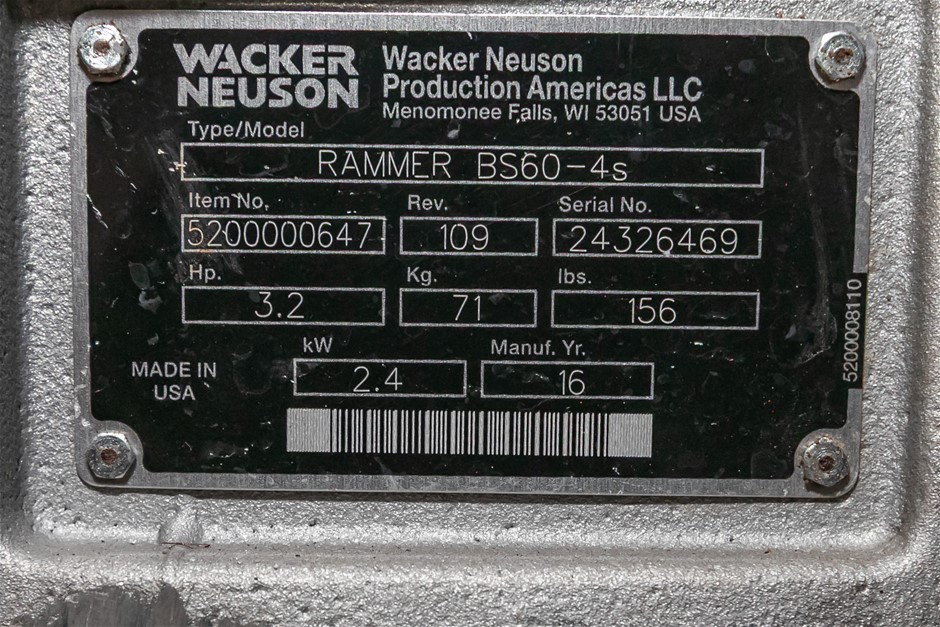 WACKER
NEUSON
Wacker Neuson
Production Americas LLC
Menomonee Falls, WI 53051 USA
Type/Model
RAMMER BS60-4s
Item No. Rev. Serial No.
5200000647 109 24326469
Hp. Kg. lbs.
3.2 71 156
kW Manuf. Yr.
2.4 16
MADE IN
USA
5200008110